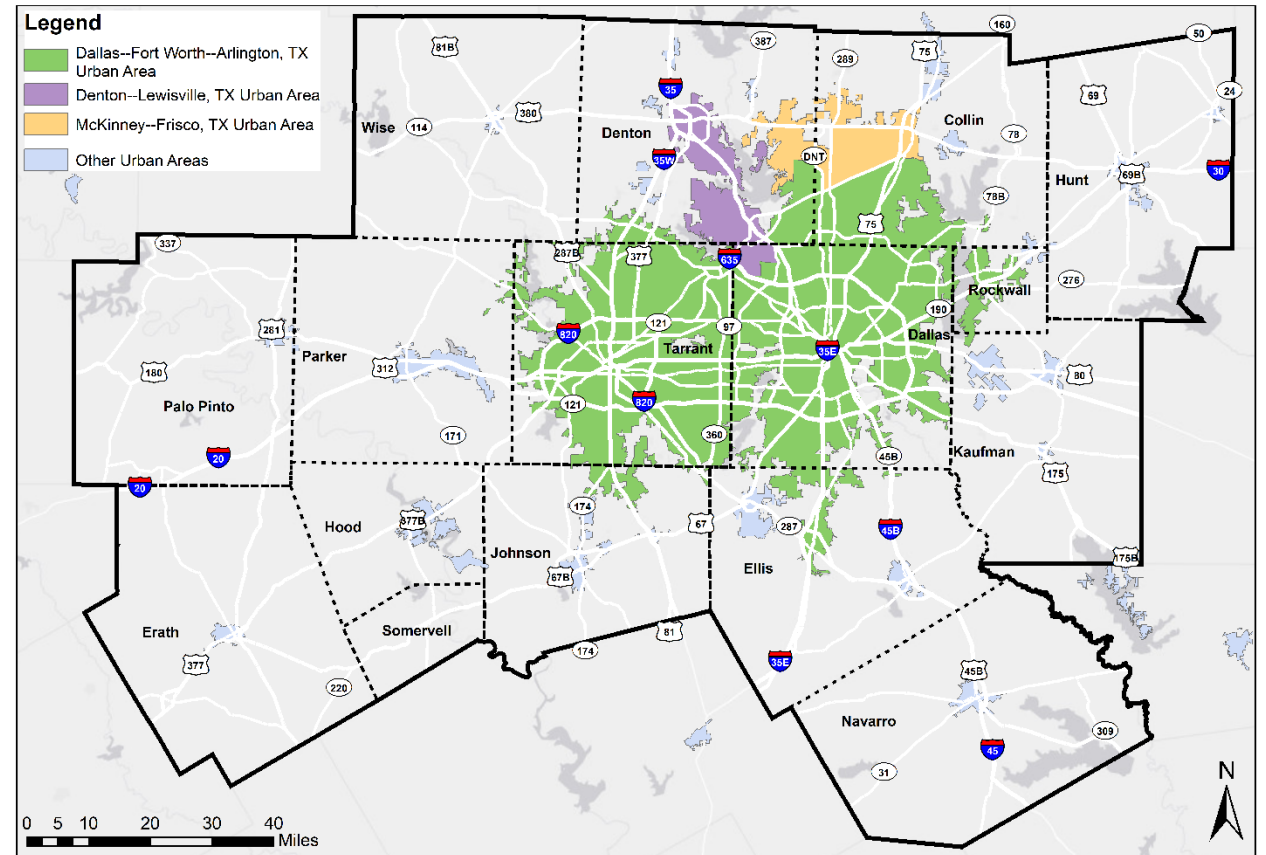 Legend
Dallas--Fort Worth--Arlington, TX
Urban Area
Denton--Lewisville, TX Urban Area
McKinney--Frisco, TX Urban Area
Other Urban Areas
160
50
81B
387
289
75
35
69
24
380
114
Wise
Denton
Collin
78
35W
DNT
Hunt
69B
30
78B
75
337
287B
377
635
Rockwall
276
190
281
820
121
97
Dallas
Parker
Tarrant
35E
312
180
80
Palo Pinto
820
121
171
360
45B
Kaufman
20
175
20
Hood
377B
174
67
287
45B
Johnson
175B
67B
Ellis
Erath
Somervell
81
174
377
35E
220
45B
Navarro
309
45
31
N
0 5 10 20 30 40
Miles